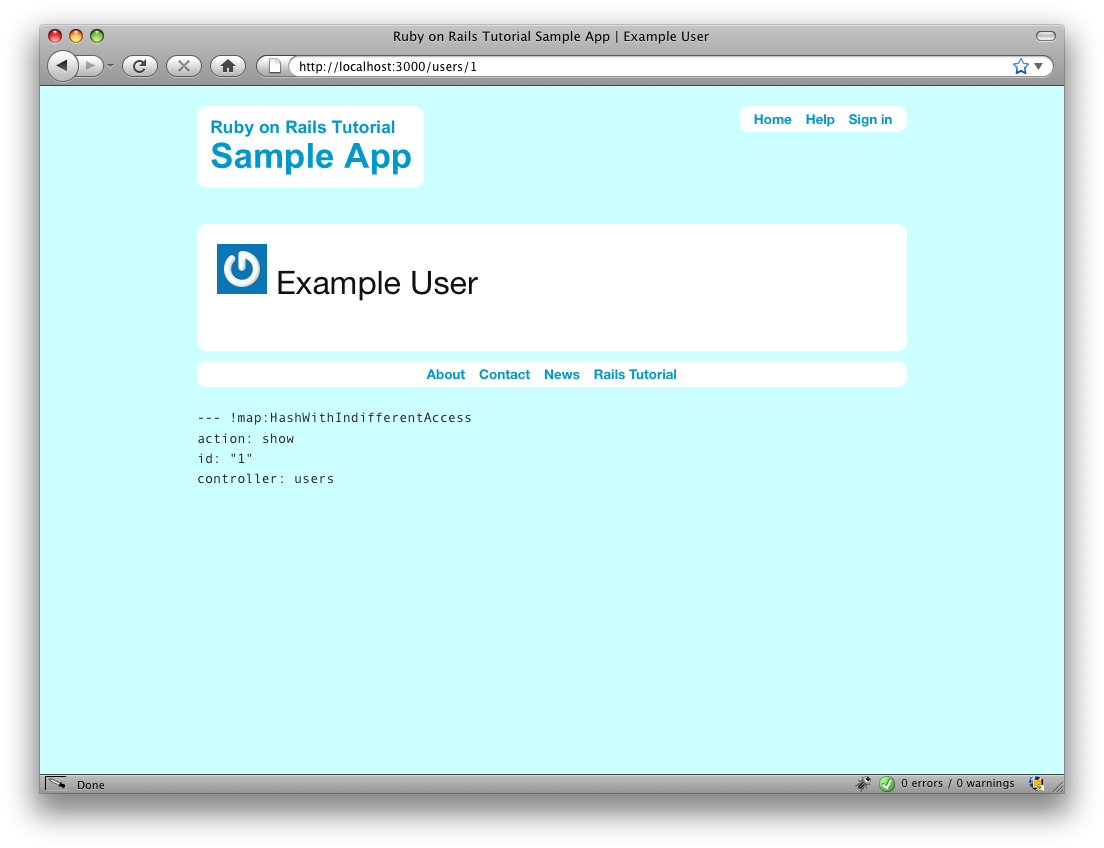 Ruby on Rails Tutorial Sample App | Example User
http://localhost:3000/users/1
Ruby on Rails Tutorial
Sample App
Home Help Sign in
Example User
About Contact News Rails Tutorial
--- !map:HashWithIndifferentAccess
action: show
id: "1"
controller: users
Done
0 errors / 0 warnings